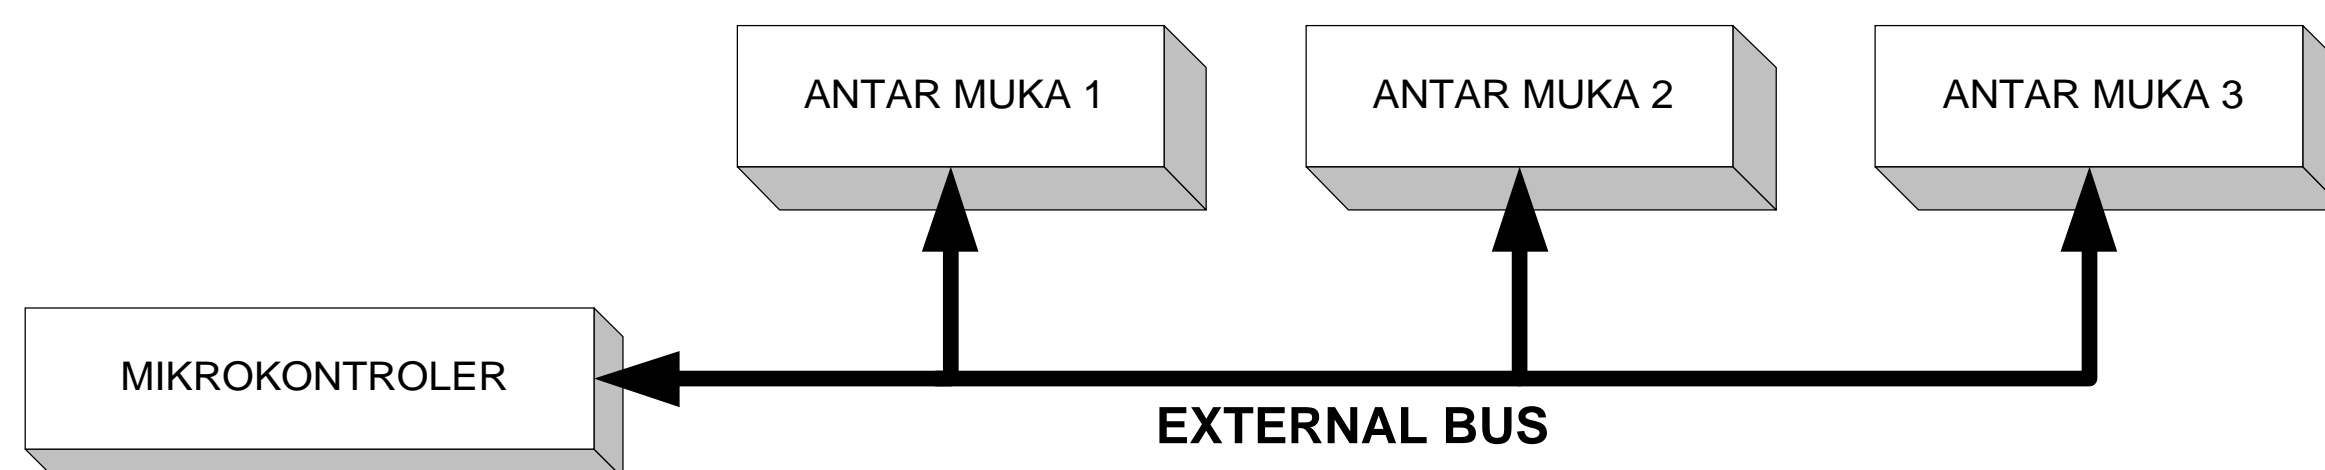 ANTAR MUKA 1
ANTAR MUKA 2
ANTAR MUKA 3
MIKROKONTROLER
EXTERNAL BUS